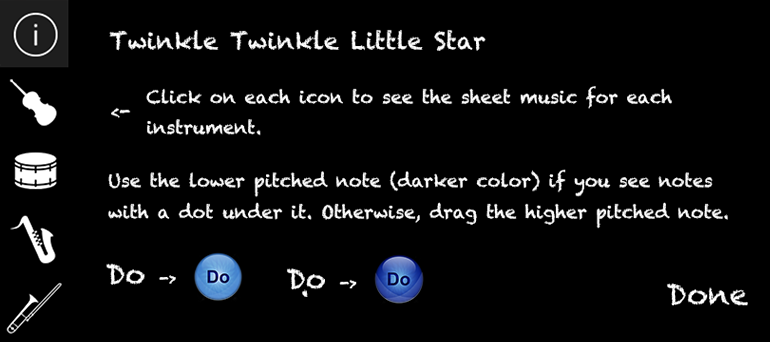 i
Twinkle Twinkle Little Star
<- Click on each icon to see the sheet music for each
instrument.
Use the lower pitched note (darker color) if you see notes
with a dot under it. Otherwise, drag the higher pitched note.
Do -> Do Ḍo -> Do
Done